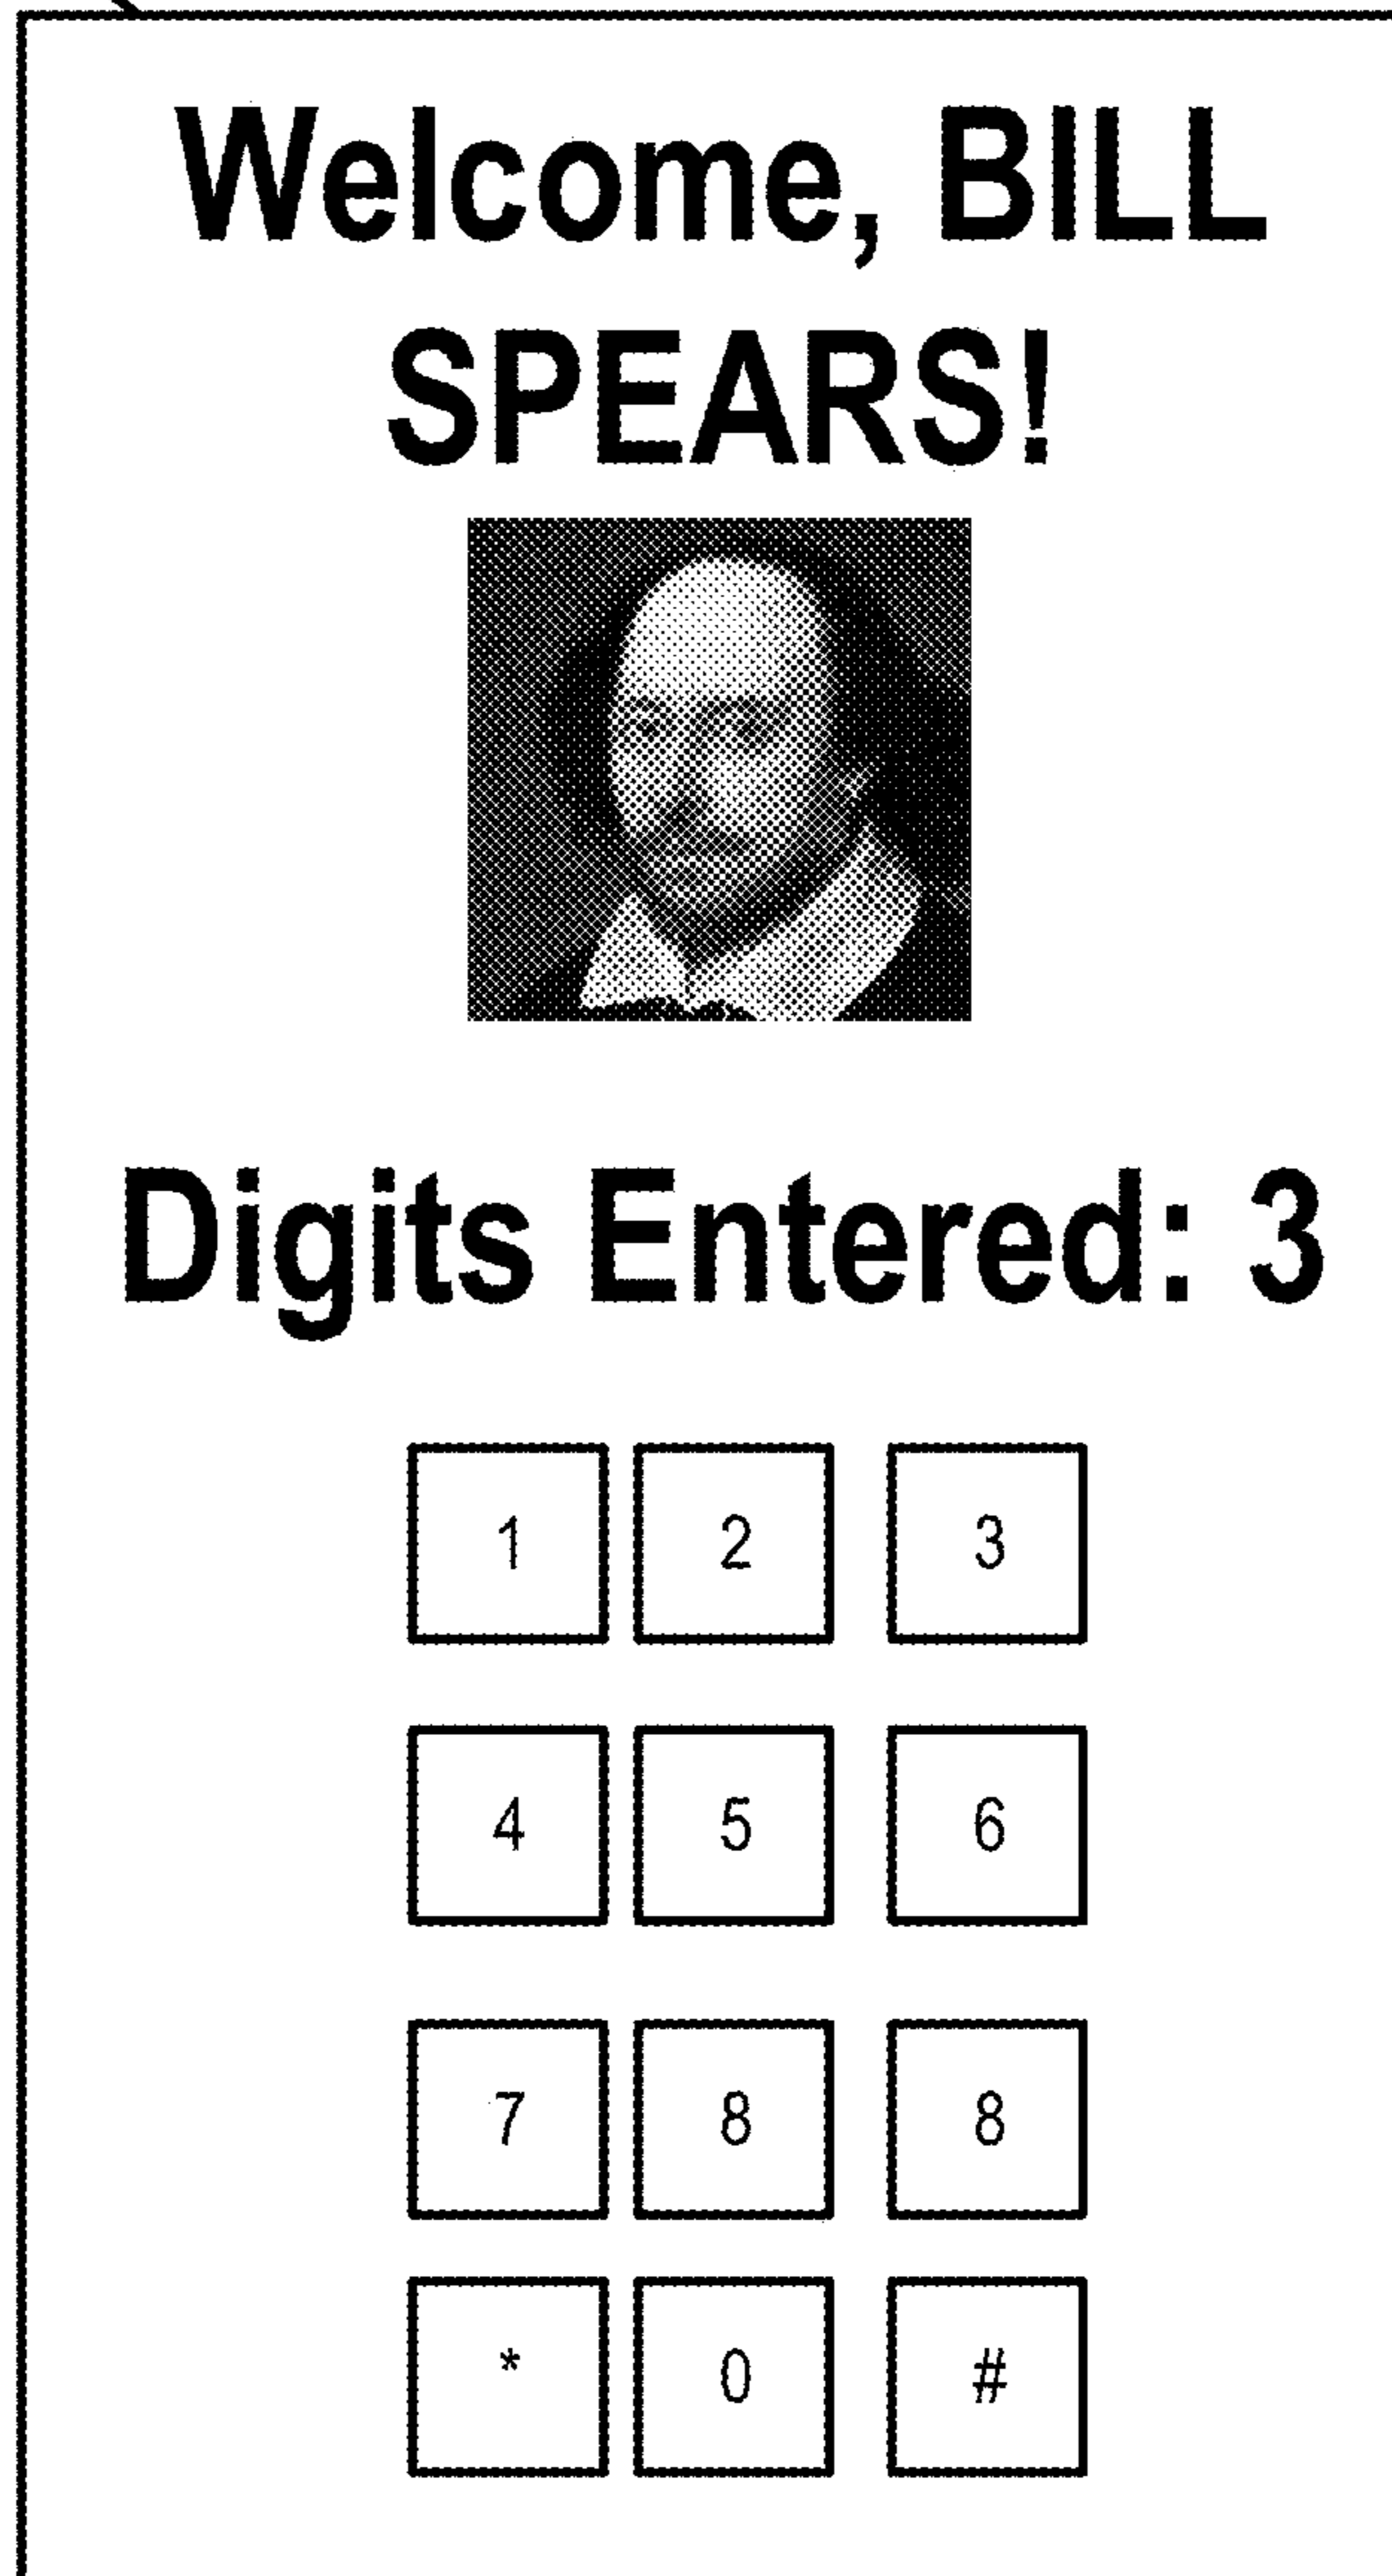 Welcome, BILL
SPEARS!
Digits Entered: 3
1 2 3
4 5 6
7 8 8
* 0 #